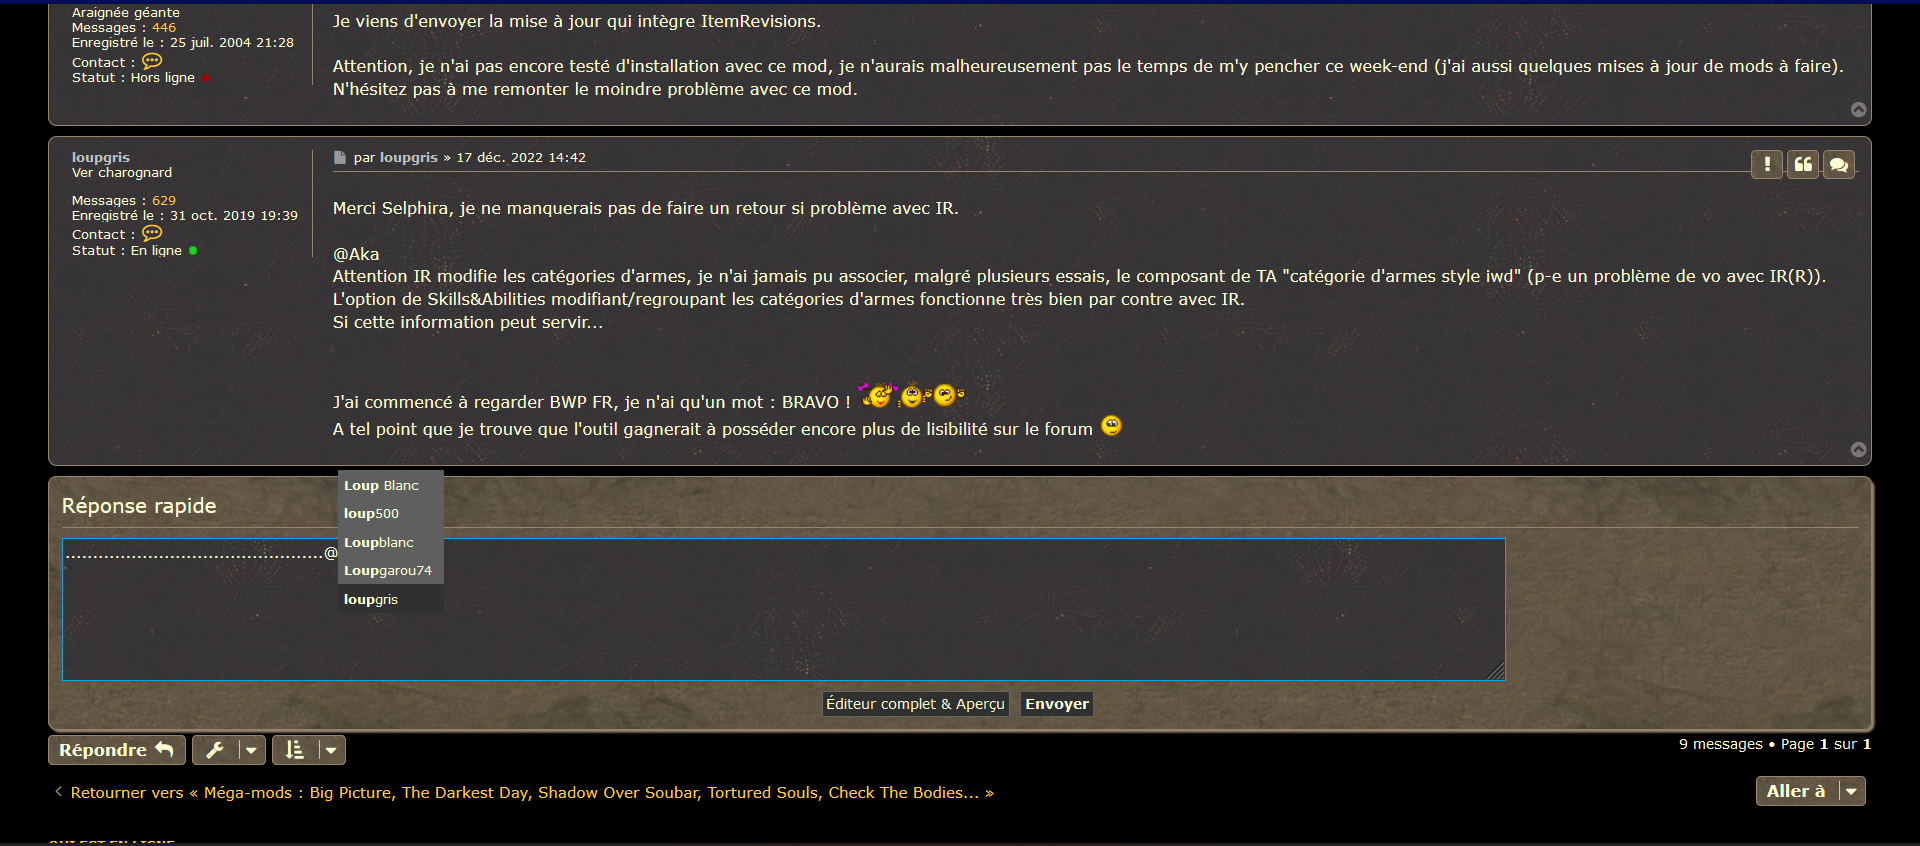 Araignée géante
Messages : 446
Enregistré le : 25 juil. 2004 21:28
Contact :
Statut : Hors ligne
Je viens d'envoyer la mise à jour qui intègre ItemRevisions.
Attention, je n'ai pas encore testé d'installation avec ce mod, je n'aurais malheureusement pas le temps de m'y pencher ce week-end (j'ai aussi quelques mises à jour de mods à faire).
N'hésitez pas à me remonter le moindre problème avec ce mod.
loupgris
Ver charognard
Messages : 629
Enregistré le : 31 oct. 2019 19:39
Contact :
Statut : En ligne
par loupgris » 17 déc. 2022 14:42
Merci Selphira, je ne manquerais pas de faire un retour si problème avec IR.
@Aka
Attention IR modifie les catégories d'armes, je n'ai jamais pu associer, malgré plusieurs essais, le composant de TA "catégorie d'armes style iwd" (p-e un problème de vo avec IR(R)).
L'option de Skills&Abilities modifiant/regroupant les catégories d'armes fonctionne très bien par contre avec IR.
Si cette information peut servir...
J'ai commencé à regarder BWP FR, je n'ai qu'un mot : BRAVO !
A tel point que je trouve que l'outil gagnerait à posséder encore plus de lisibilité sur le forum
Réponse rapide
...............................................@
Loup Blanc
loup500
Loupblanc
Loupgarou74
loupgris
Éditeur complet & Aperçu
Envoyer
Répondre
9 messages • Page 1 sur 1
Retourner vers « Méga-mods : Big Picture, The Darkest Day, Shadow Over Soubar, Tortured Souls, Check The Bodies... »
Aller à
QUI EST EN LIGNE